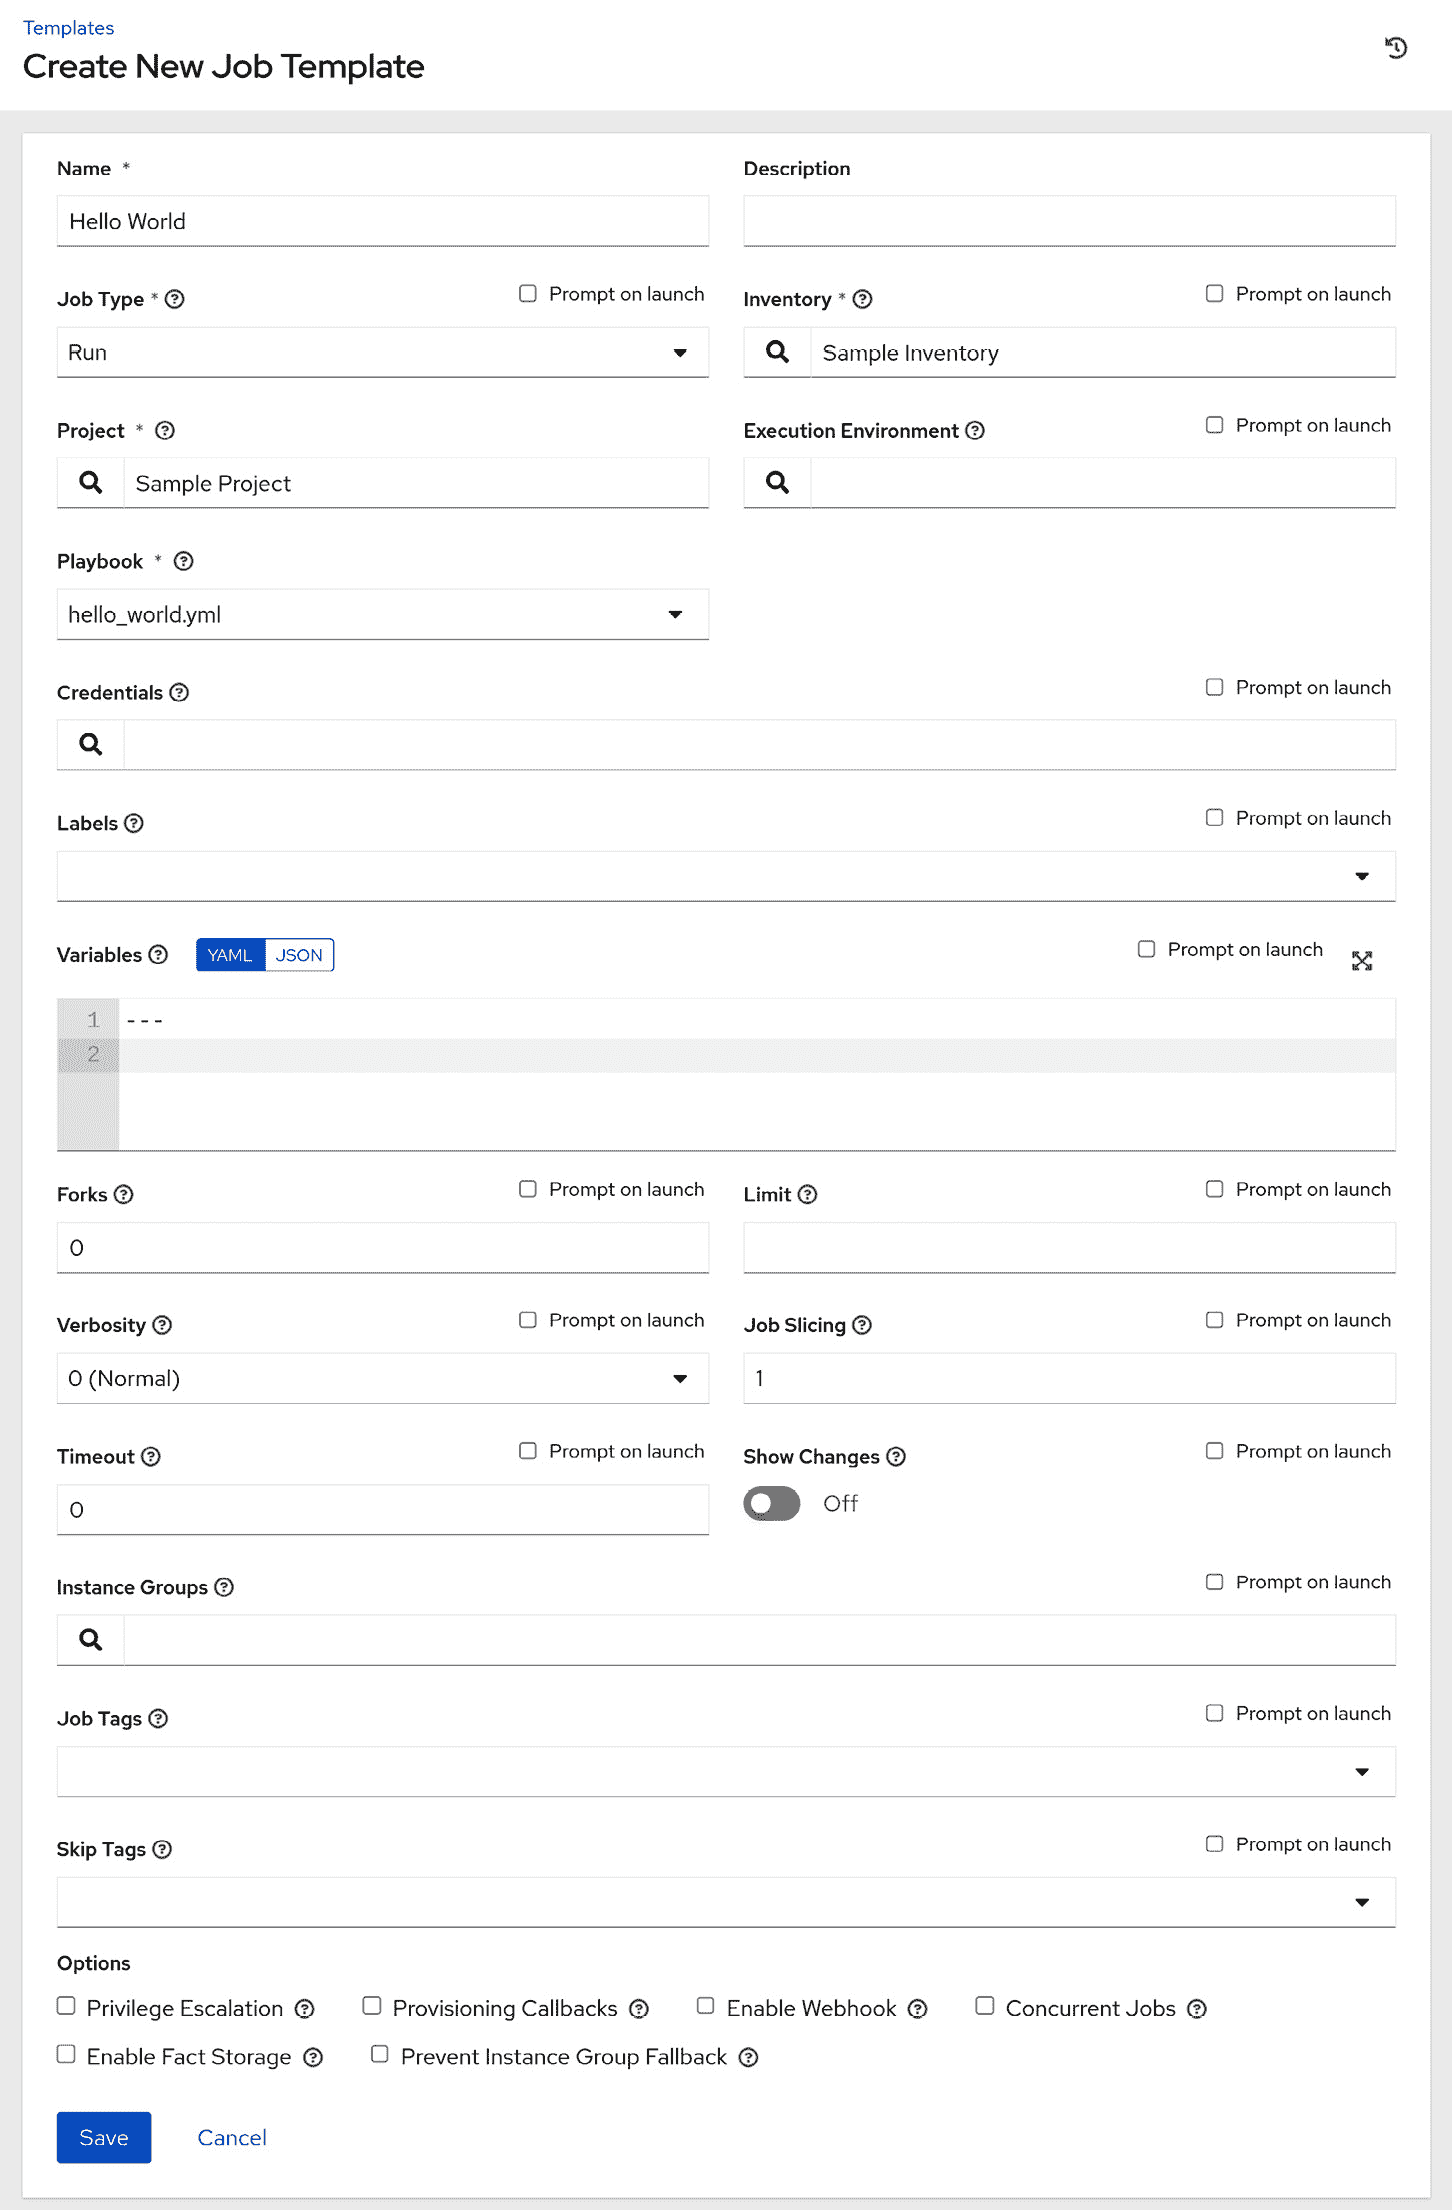 Templates
Create New Job Template
Name *
Description
Hello World
Job Type *
Prompt on launch
Inventory *
Prompt on launch
Run
Sample Inventory
Project *
Execution Environment
Prompt on launch
Sample Project
Playbook *
hello_world.yml
Credentials
Prompt on launch
Labels
Prompt on launch
Variables
YAML
JSON
Prompt on launch
1 ---
2
Forks
Prompt on launch
Limit
Prompt on launch
0
Verbosity
Prompt on launch
Job Slicing
Prompt on launch
0 (Normal)
1
Timeout
Prompt on launch
Show Changes
Prompt on launch
0
Off
Instance Groups
Prompt on launch
Job Tags
Prompt on launch
Skip Tags
Prompt on launch
Options
Privilege Escalation
Provisioning Callbacks
Enable Webhook
Concurrent Jobs
Enable Fact Storage
Prevent Instance Group Fallback
Save
Cancel